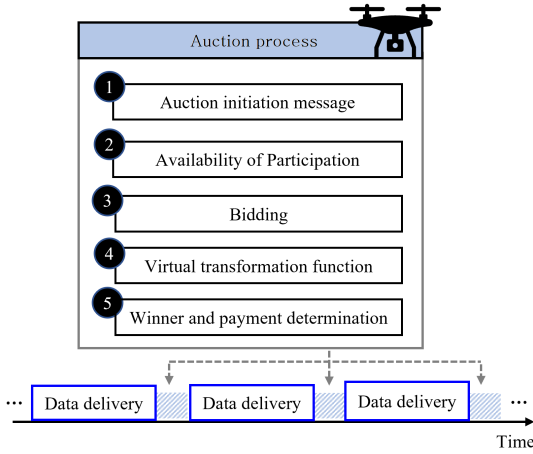 Auction process
1
Auction initiation message
2
Availability of Participation
3
Bidding
4
Virtual transformation function
5
Winner and payment determination
... Data delivery Data delivery Data delivery ...
Time